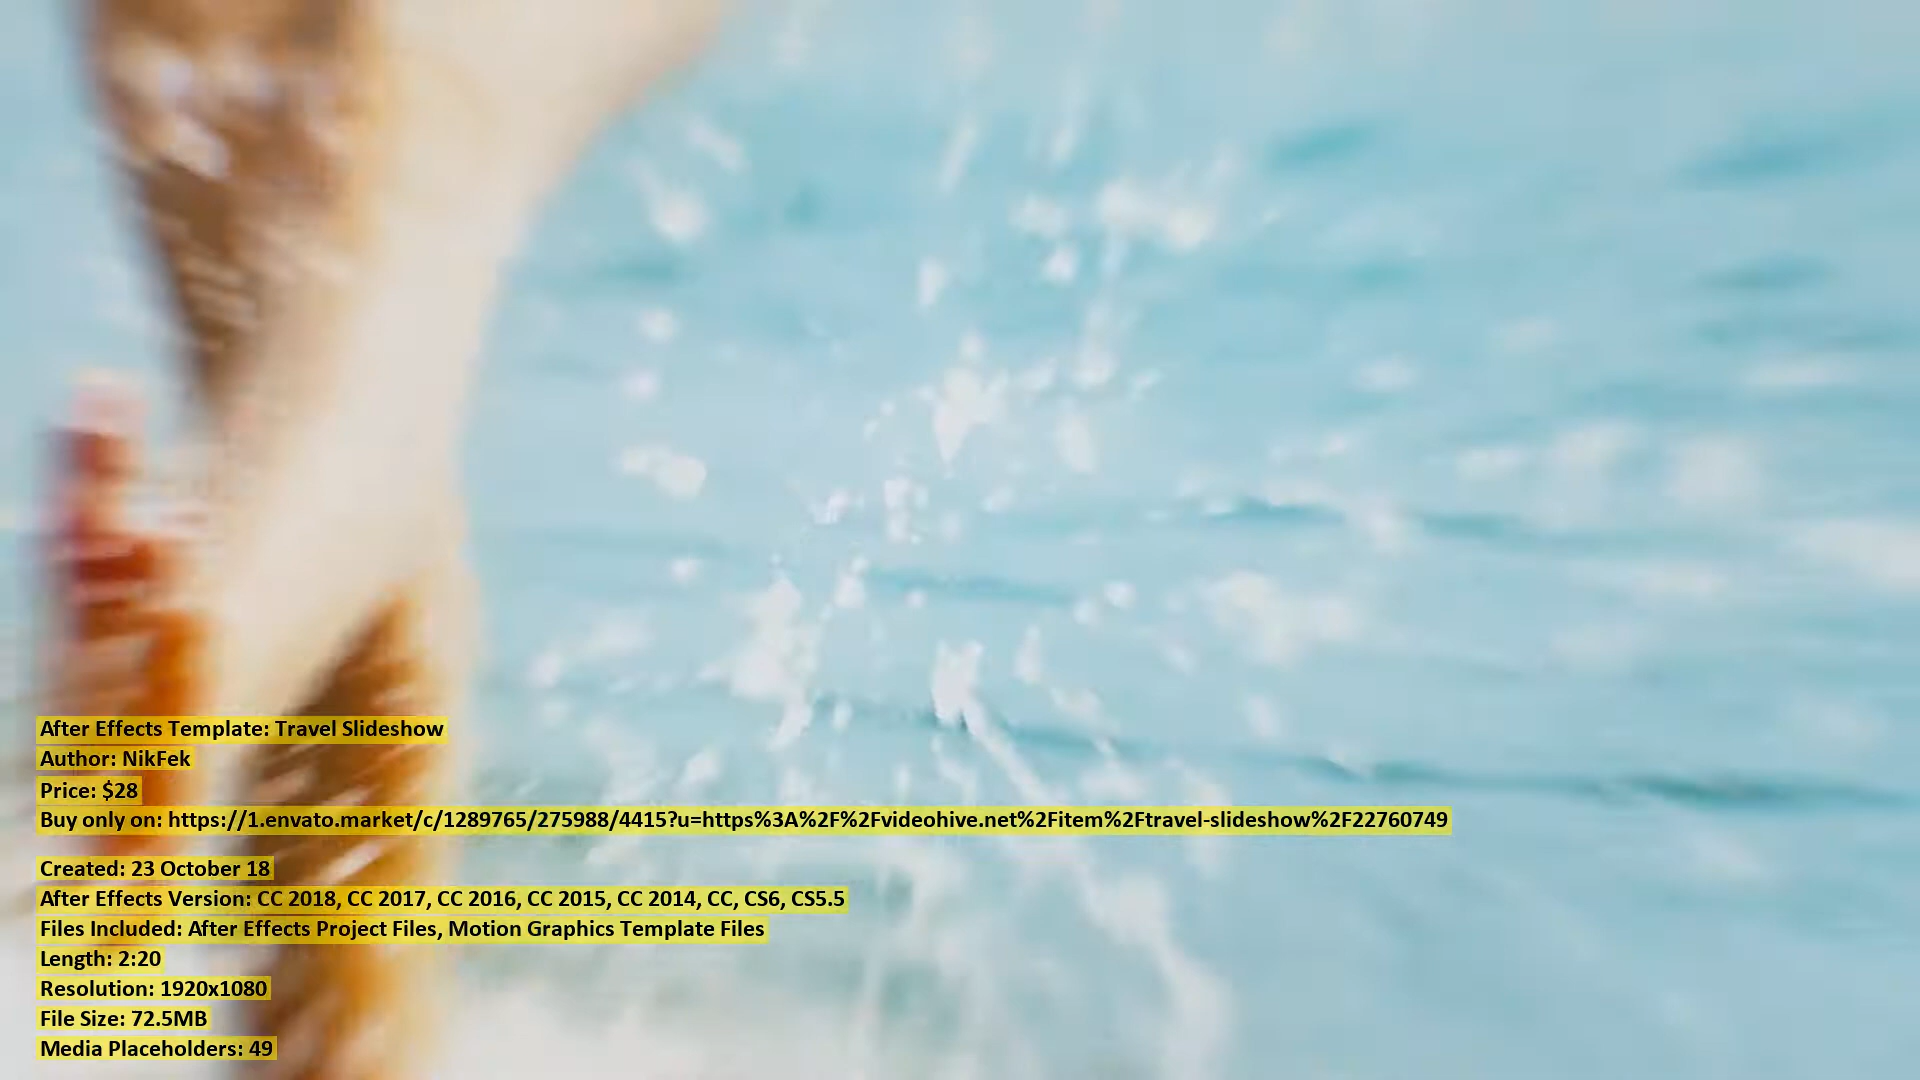 After Effects Template: Travel Slideshow
Author: NikFek
Price: $28
Buy only on: https://1.envato.market/c/1289765/275988/4415?u=https%3A%2F%2Fvideohive.net%2Fitem%2Ftravel-slideshow%2F22760749
Created: 23 October 18
After Effects Version: CC 2018, CC 2017, CC 2016, CC 2015, CC 2014, CC, CS6, CS5.5
Files Included: After Effects Project Files, Motion Graphics Template Files
Length: 2:20
Resolution: 1920x1080
File Size: 72.5MB
Media Placeholders: 49